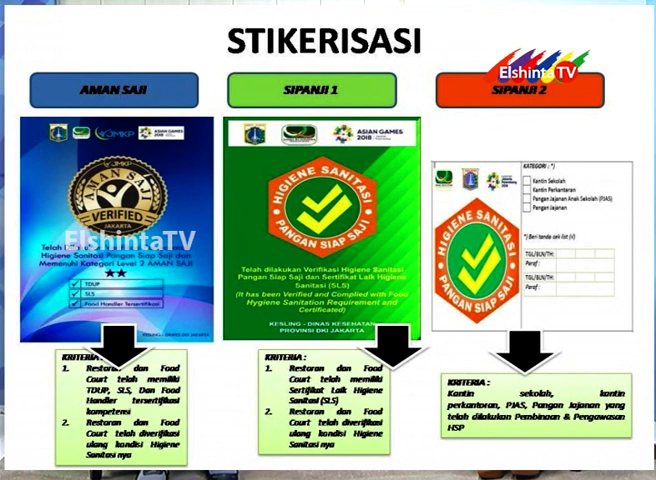 STIKERISASI
Elshinta TV
AMAN SAJI
SIPANJI 1
SIPANJI 2
JMKP
ASIAN GAMES
2018
JMKP
AMAN SAJI
VERIFIED
JAKARTA
ElshintaTV
Higiene Sanitasi Pangan Siap Saji dan
Memenuhi Kategori Level 2 AMAN SAJI
TDUP
SLS
Food Handler Tersertifikasi
KESLING - DINKES DKI JAKARTA
ASIAN GAMES
2018
HIGIENE SANITASI
PANGAN SIAP SAJI
Telah dilakukan Verifikasi Higiene Sanitasi
Pangan Siap Saji dan Sertifikat Laik Higiene
Sanitasi (SLS)
(It has been Verified and Complied with Food
Hygiene Sanitation Requirement and
Certificated)
KESLING - DINAS KESEHATAN
PROVINSI DKI JAKARTA
HIGIENE SANITASI
PANGAN SIAP SAJI
KATEGORI : *)
Kantin Sekolah
Kantin Perkantoran
Pangan Jajanan Anak Sekolah (PJAS)
Pangan Jajanan
*) Beri tanda cek list (v)
TGL/BLN/TH:
Paraf :
TGL/BLN/TH:
Paraf :
KRITERIA :
1. Restoran dan Food
Court telah memiliki
TDUP, SLS, Dan Food
Handler tersertifikasi
kompetensi
2. Restoran dan Food
Court telah diverifikasi
ulang kondisi Higiene
Sanitasi nya
KRITERIA :
1. Restoran dan Food
Court telah memiliki
Sertifikat Laik Higiene
Sanitasi (SLS)
2. Restoran dan Food
Court telah diverifikasi
ulang kondisi Higiene
Sanitasi nya
KRITERIA :
Kantin sekolah, kantin
perkantoran, PJAS, Pangan Jajanan yang
telah dilakukan Pembinaan & Pengawasan
HSP